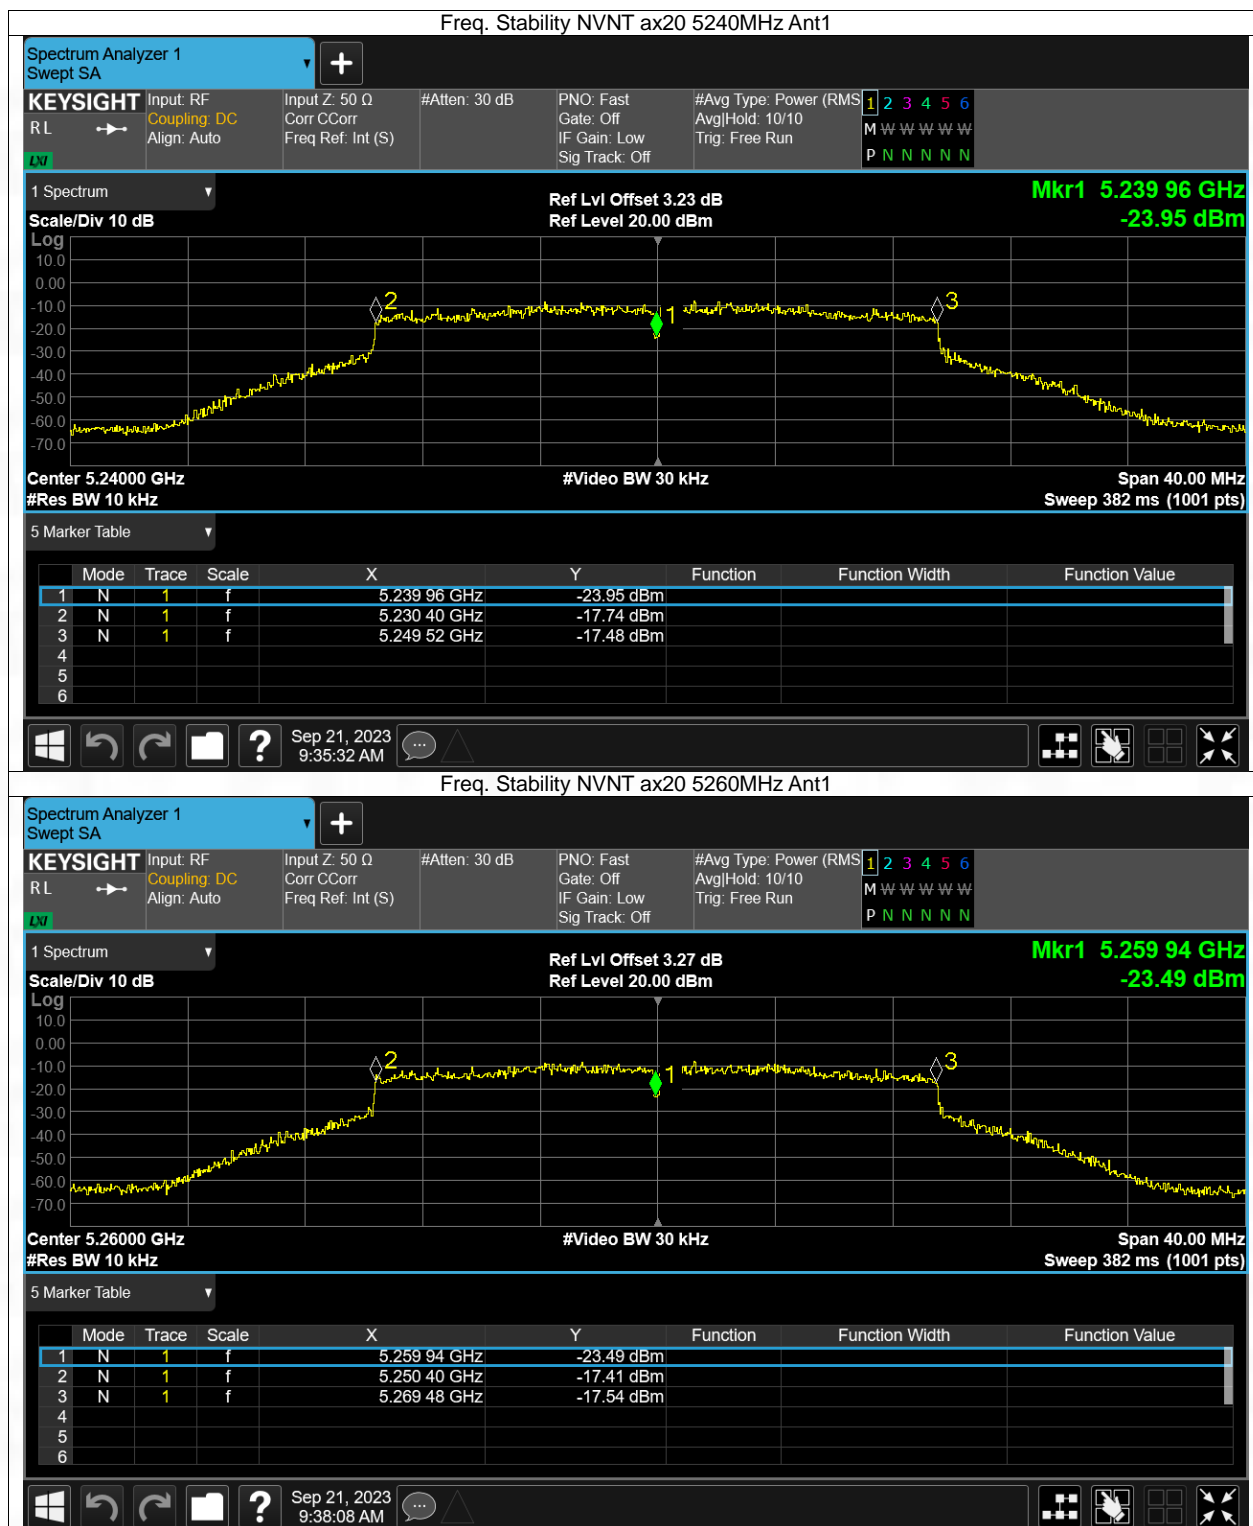 Freq. Stability NVNT ax20 5240MHz Ant1
Spectrum Analyzer 1
Swept SA
KEYSIGHT Input: RF Input Z: 50 Ω #Atten: 30 dB PNO: Fast #Avg Type: Power (RMS 1 2 3 4 5 6
R L Coupling: DC Corr CCorr Gate: Off Avg|Hold: 10/10 M W W W W W
Align: Auto Freq Ref: Int (S) IF Gain: Low Trig: Free Run
LXI Sig Track: Off P N N N N N
1 Spectrum Ref Lvl Offset 3.23 dB Mkr1 5.239 96 GHz
Scale/Div 10 dB Ref Level 20.00 dBm -23.95 dBm
Log
10.0
0.00
-10.0 2 1 3
-20.0
-30.0
-40.0
-50.0
-60.0
-70.0
Center 5.24000 GHz #Video BW 30 kHz Span 40.00 MHz
#Res BW 10 kHz Sweep 382 ms (1001 pts)
5 Marker Table
Mode Trace Scale X Y Function Function Width Function Value
1 N 1 f 5.239 96 GHz -23.95 dBm
2 N 1 f 5.230 40 GHz -17.74 dBm
3 N 1 f 5.249 52 GHz -17.48 dBm
4
5
6
? Sep 21, 2023
9:35:32 AM
Freq. Stability NVNT ax20 5260MHz Ant1
Spectrum Analyzer 1
Swept SA
KEYSIGHT Input: RF Input Z: 50 Ω #Atten: 30 dB PNO: Fast #Avg Type: Power (RMS 1 2 3 4 5 6
R L Coupling: DC Corr CCorr Gate: Off Avg|Hold: 10/10 M W W W W W
Align: Auto Freq Ref: Int (S) IF Gain: Low Trig: Free Run
LXI Sig Track: Off P N N N N N
1 Spectrum Ref Lvl Offset 3.27 dB Mkr1 5.259 94 GHz
Scale/Div 10 dB Ref Level 20.00 dBm -23.49 dBm
Log
10.0
0.00
-10.0 2 1 3
-20.0
-30.0
-40.0
-50.0
-60.0
-70.0
Center 5.26000 GHz #Video BW 30 kHz Span 40.00 MHz
#Res BW 10 kHz Sweep 382 ms (1001 pts)
5 Marker Table
Mode Trace Scale X Y Function Function Width Function Value
1 N 1 f 5.259 94 GHz -23.49 dBm
2 N 1 f 5.250 40 GHz -17.41 dBm
3 N 1 f 5.269 48 GHz -17.54 dBm
4
5
6
? Sep 21, 2023
9:38:08 AM